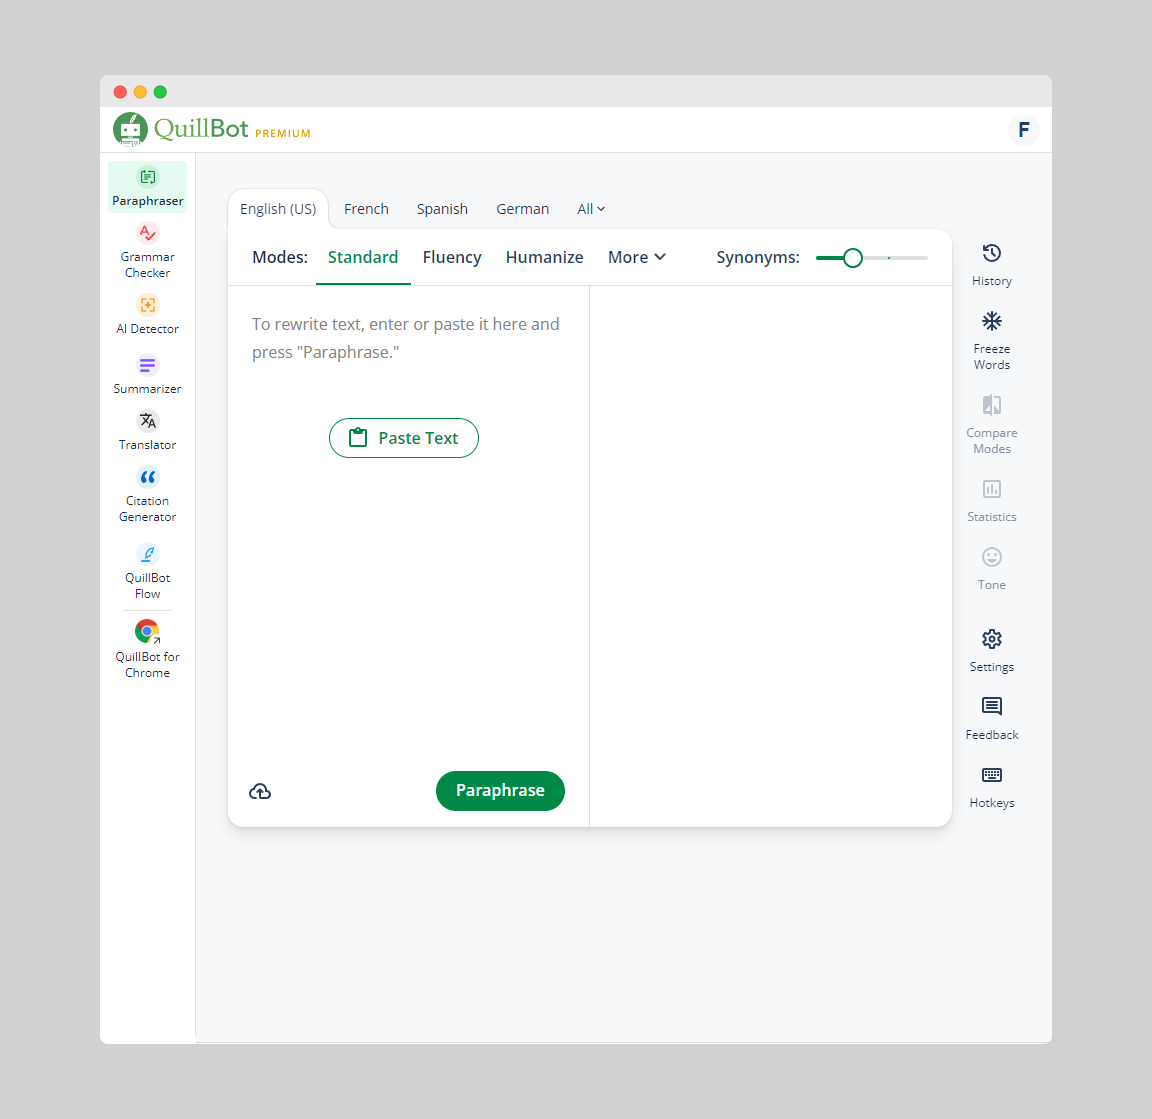 QuillBot PREMIUM
F
Paraphraser
Grammar
Checker
AI Detector
Summarizer
Translator
Citation
Generator
QuillBot
Flow
QuillBot for
Chrome
English (US) French Spanish German All
Modes: Standard Fluency Humanize More Synonyms:
To rewrite text, enter or paste it here and
press "Paraphrase."
Paste Text
Paraphrase
History
Freeze
Words
Compare
Modes
Statistics
Tone
Settings
Feedback
Hotkeys